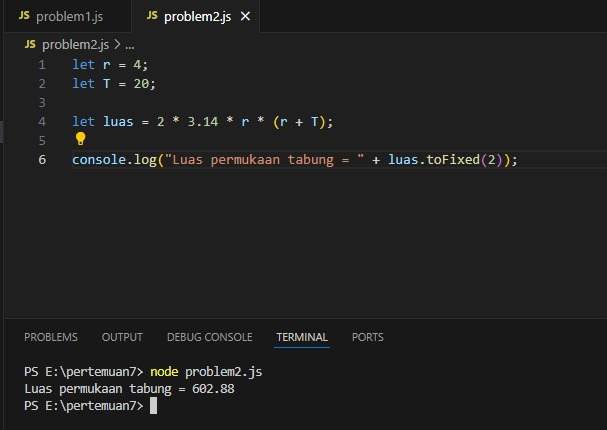 JS problem1.js JS problem2.js ×
JS problem2.js > ...
1 let r = 4;
2 let T = 20;
3
4 let luas = 2 * 3.14 * r * (r + T);
5
6 console.log("Luas permukaan tabung = " + luas.toFixed(2));
PROBLEMS OUTPUT DEBUG CONSOLE TERMINAL PORTS
PS E:\pertemuan7> node problem2.js
Luas permukaan tabung = 602.88
PS E:\pertemuan7>